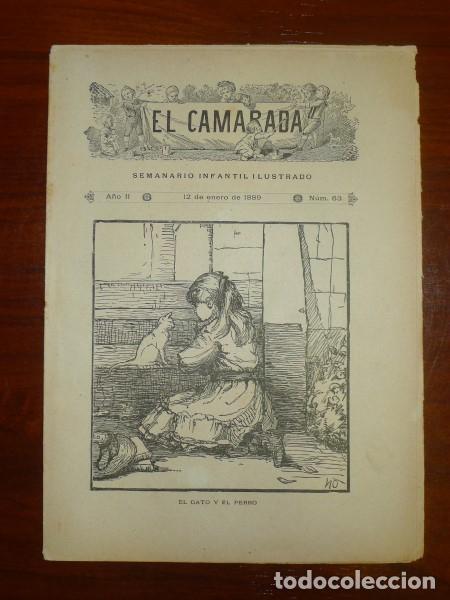 EL CAMARADA
SEMANARIO INFANTIL ILUSTRADO
Año II 12 de enero de 1889 Núm. 63
EL GATO Y EL PERRO
todocoleccion.net